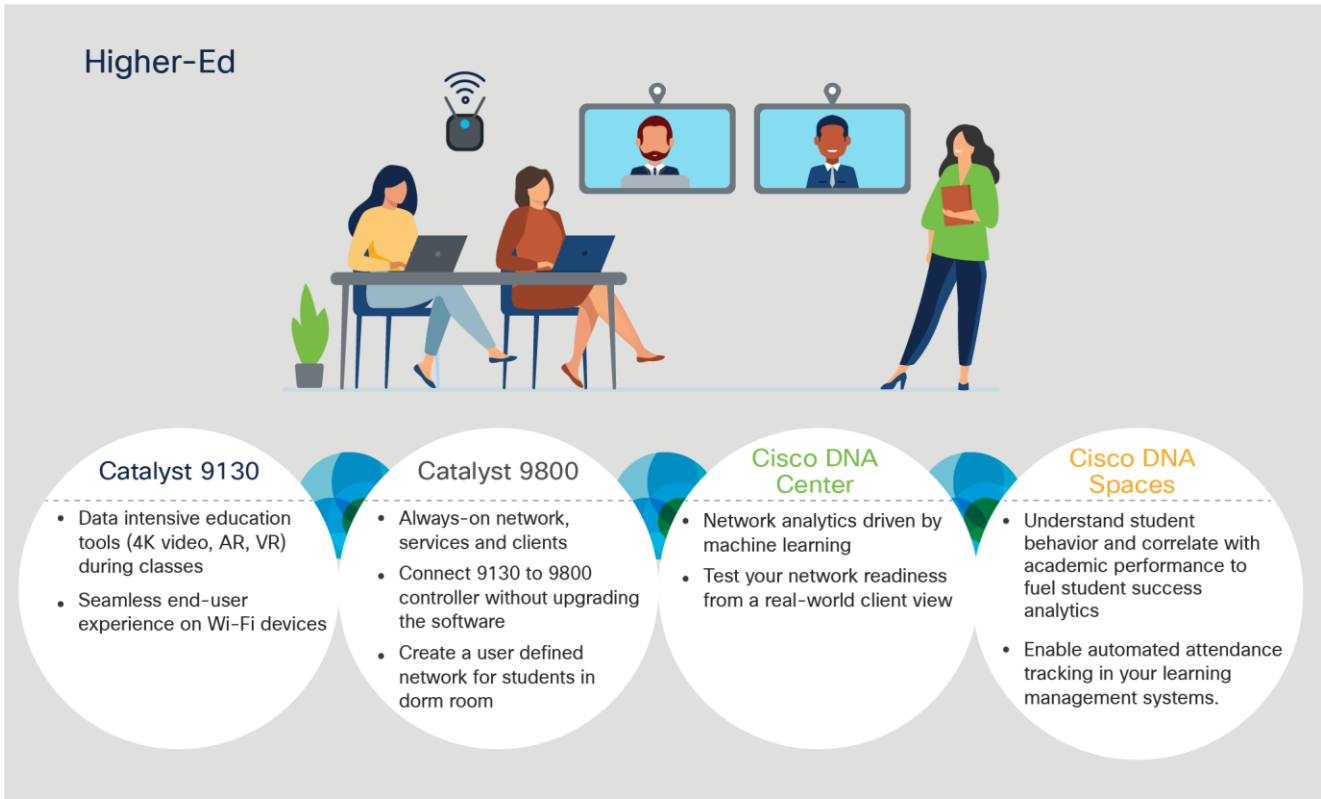 Higher-Ed
Catalyst 9130
• Data intensive education
tools (4K video, AR, VR)
during classes
• Seamless end-user
experience on Wi-Fi devices
Catalyst 9800
• Always-on network,
services and clients
• Connect 9130 to 9800
controller without upgrading
the software
• Create a user defined
network for students in
dorm room
Cisco DNA
Center
• Network analytics driven by
machine learning
• Test your network readiness
from a real-world client view
Cisco DNA
Spaces
• Understand student
behavior and correlate with
academic performance to
fuel student success
analytics
• Enable automated attendance
tracking in your learning
management systems.